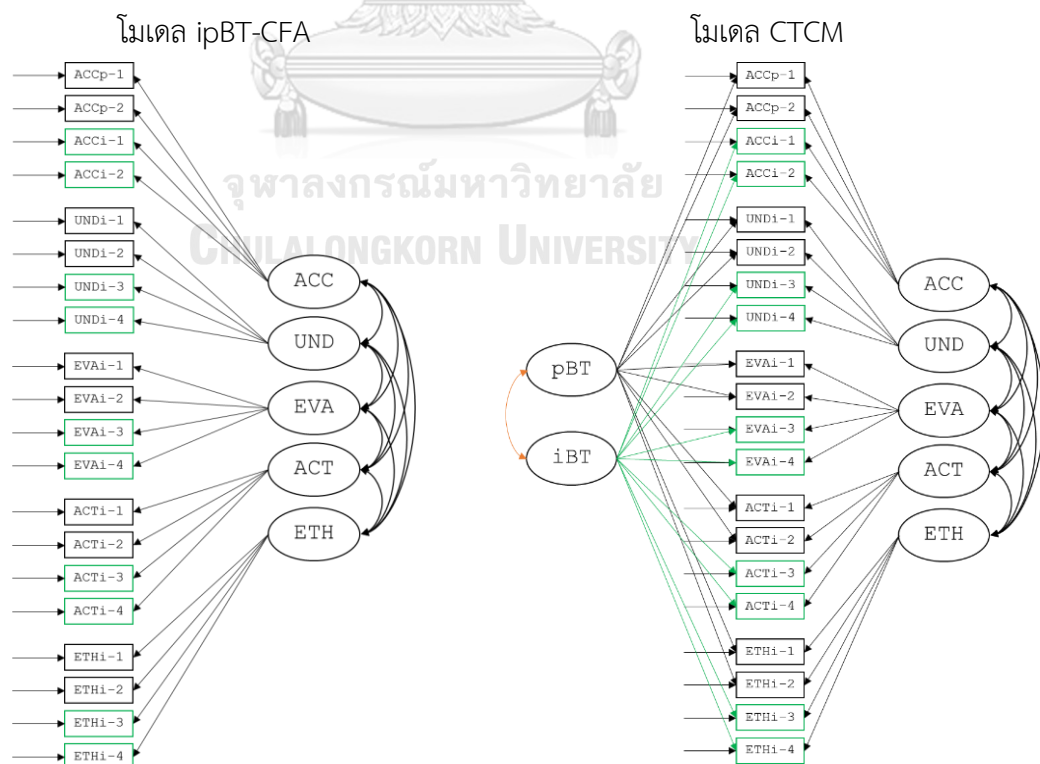 โมเดล ipBT-CFA
ACCp-1
ACCp-2
ACCi-1
ACCi-2
UNDi-1
UNDi-2
UNDi-3
UNDi-4
EVAi-1
EVAi-2
EVAi-3
EVAi-4
ACTi-1
ACTi-2
ACTi-3
ACTi-4
ETHi-1
ETHi-2
ETHi-3
ETHi-4
ACC
UND
EVA
ACT
ETH
จุฬาลงกรณ์มหาวิทยาลัย
CHULALONGKORN UNIVERSITY
โมเดล CTCM
pBT
iBT
ACCp-1
ACCp-2
ACCi-1
ACCi-2
UNDi-1
UNDi-2
UNDi-3
UNDi-4
EVAi-1
EVAi-2
EVAi-3
EVAi-4
ACTi-1
ACTi-2
ACTi-3
ACTi-4
ETHi-1
ETHi-2
ETHi-3
ETHi-4
ACC
UND
EVA
ACT
ETH